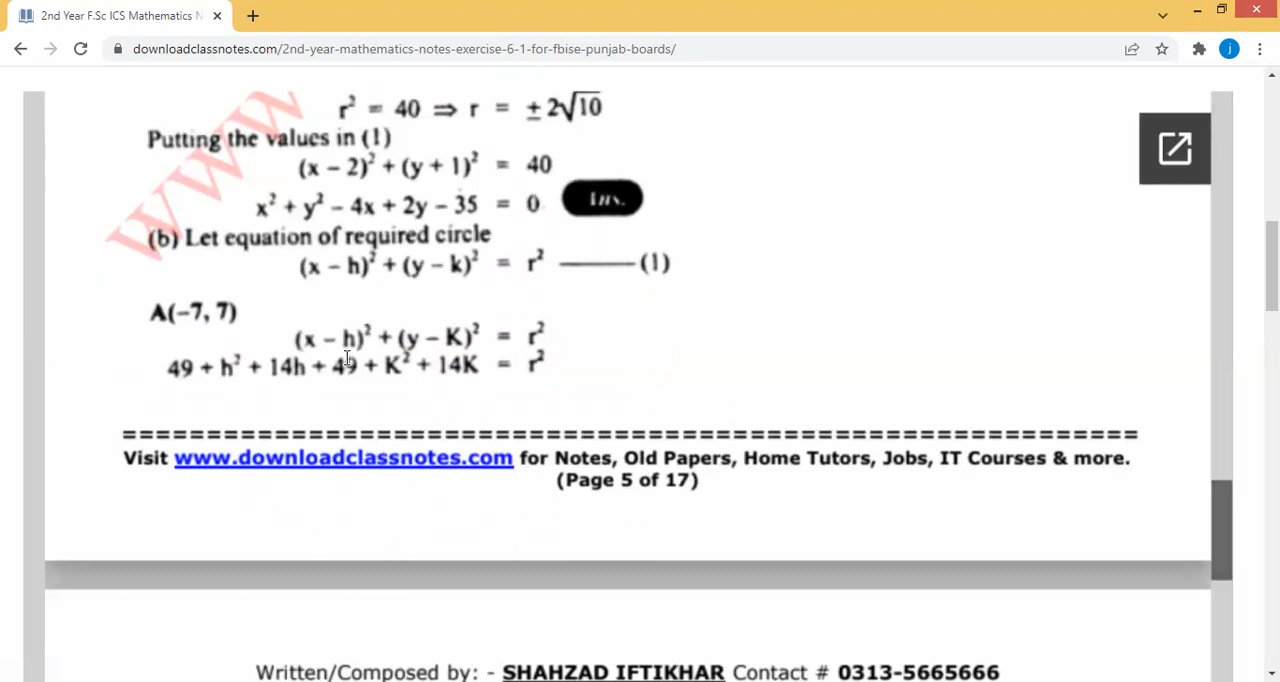 2nd Year F.Sc ICS Mathematics N
downloadclassnotes.com/2nd-year-mathematics-notes-exercise-6-1-for-fbise-punjab-boards/
j
www
r² = 40 ⇒ r = ± 2√10
Putting the values in (1)
(x – 2)² + (y + 1)² = 40
x² + y² – 4x + 2y – 35 = 0 Ans.
(b) Let equation of required circle
(x – h)² + (y – k)² = r² ———(1)
A(–7, 7)
(x – h)² + (y – K)² = r²
49 + h² + 14h + 49 + K² + 14K = r²
=========================================================================
Visit www.downloadclassnotes.com for Notes, Old Papers, Home Tutors, Jobs, IT Courses & more.
(Page 5 of 17)
Written/Composed by: - SHAHZAD IFTIKHAR Contact # 0313-5665666